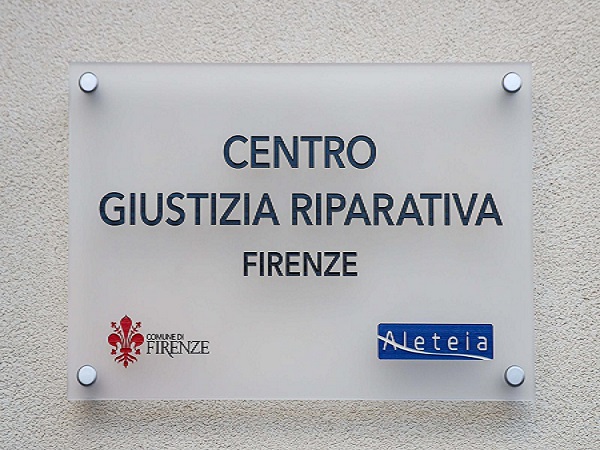 CENTRO
GIUSTIZIA RIPARATIVA
FIRENZE
COMUNE DI
FIRENZE
Aleteia